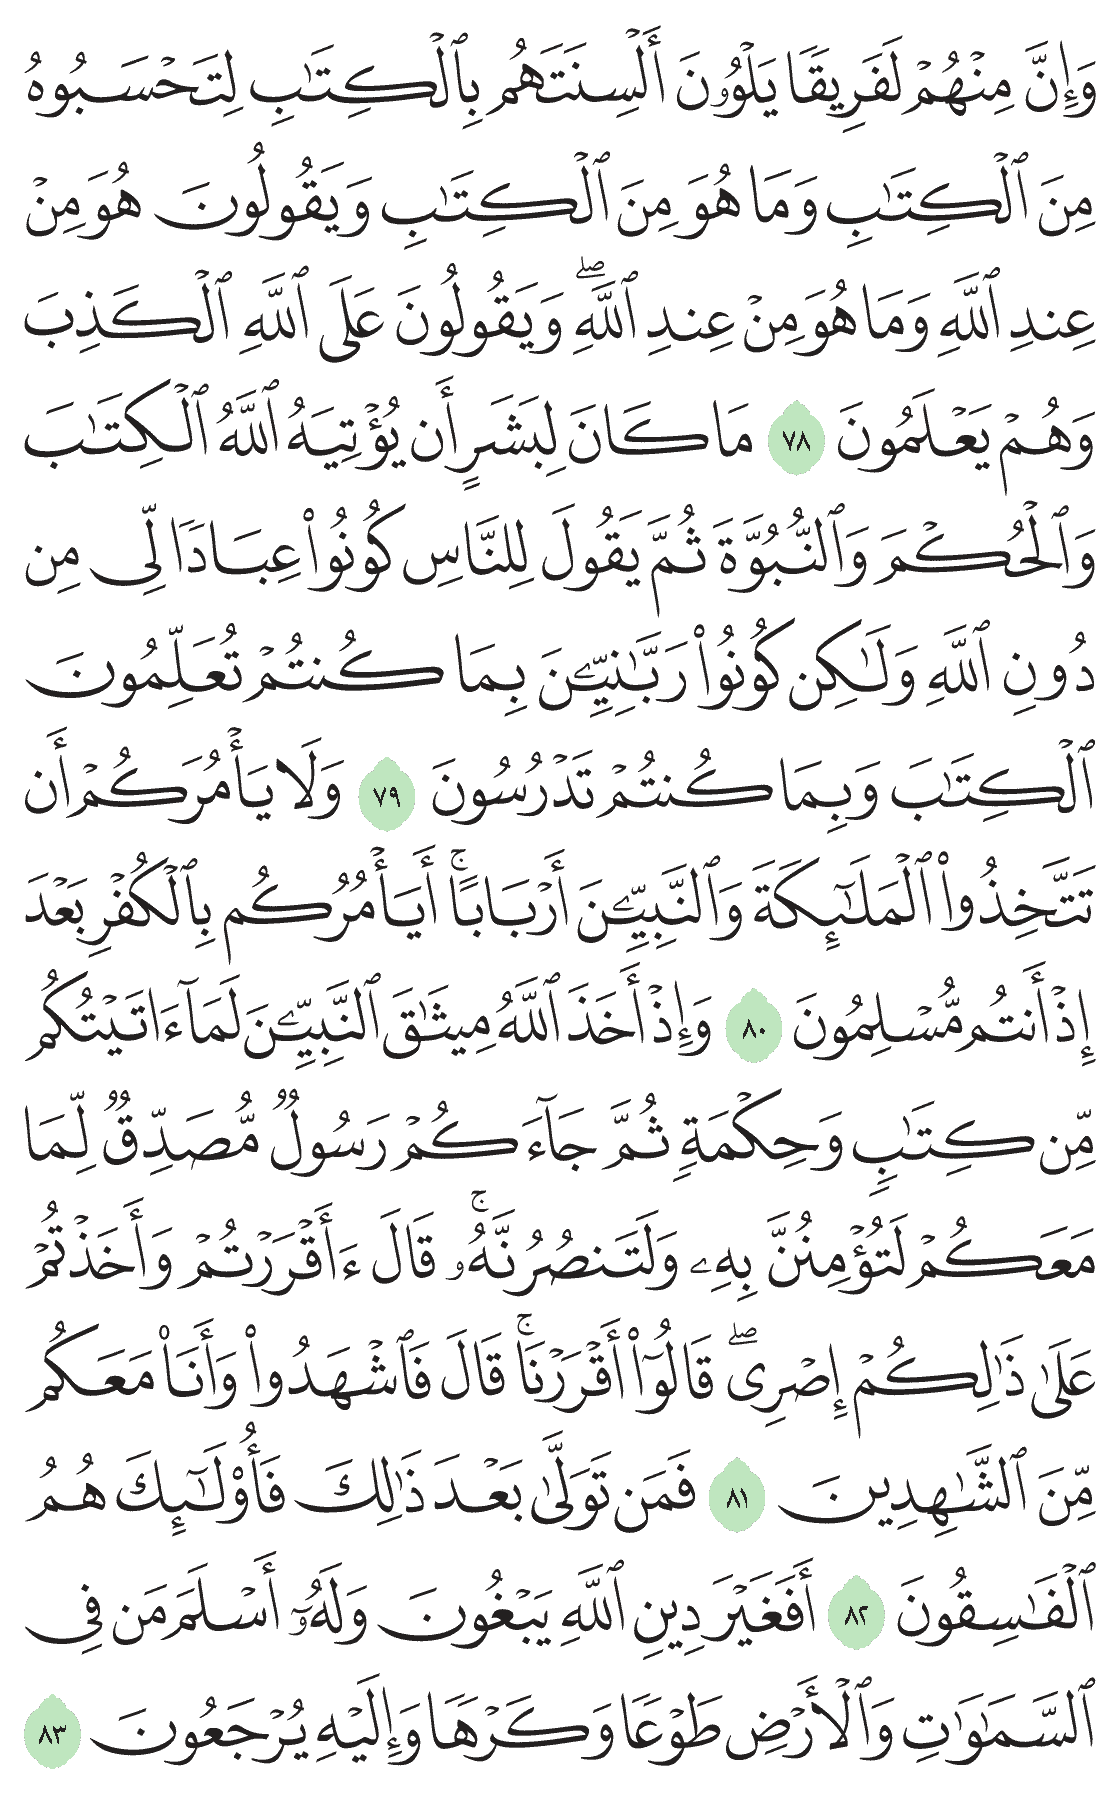 وَإِنَّ مِنۡهُمۡ لَفَرِيقٗا يَلۡوُۥنَ أَلۡسِنَتَهُم بِٱلۡكِتَٰبِ لِتَحۡسَبُوهُ
مِنَ ٱلۡكِتَٰبِ وَمَا هُوَ مِنَ ٱلۡكِتَٰبِ وَيَقُولُونَ هُوَ مِنۡ
عِندِ ٱللَّهِ وَمَا هُوَ مِنۡ عِندِ ٱللَّهِۖ وَيَقُولُونَ عَلَى ٱللَّهِ ٱلۡكَذِبَ
وَهُمۡ يَعۡلَمُونَ ٧٨ مَا كَانَ لِبَشَرٍ أَن يُؤۡتِيَهُ ٱللَّهُ ٱلۡكِتَٰبَ
وَٱلۡحُكۡمَ وَٱلنُّبُوَّةَ ثُمَّ يَقُولَ لِلنَّاسِ كُونُواْ عِبَادٗا لِّي مِن
دُونِ ٱللَّهِ وَلَٰكِن كُونُواْ رَبَّٰنِيِّـۧنَ بِمَا كُنتُمۡ تُعَلِّمُونَ
ٱلۡكِتَٰبَ وَبِمَا كُنتُمۡ تَدۡرُسُونَ ٧٩ وَلَا يَأۡمُرَكُمۡ أَن
تَتَّخِذُواْ ٱلۡمَلَٰٓئِكَةَ وَٱلنَّبِيِّـۧنَ أَرۡبَابًاۚ أَيَأۡمُرُكُم بِٱلۡكُفۡرِ بَعۡدَ
إِذۡ أَنتُم مُّسۡلِمُونَ ٨٠ وَإِذۡ أَخَذَ ٱللَّهُ مِيثَٰقَ ٱلنَّبِيِّـۧنَ لَمَآ ءَاتَيۡتُكُم
مِّن كِتَٰبٖ وَحِكۡمَةٖ ثُمَّ جَآءَكُمۡ رَسُولٞ مُّصَدِّقٞ لِّمَا
مَعَكُمۡ لَتُؤۡمِنُنَّ بِهِۦ وَلَتَنصُرُنَّهُۥۚ قَالَ ءَأَقۡرَرۡتُمۡ وَأَخَذۡتُمۡ
عَلَىٰ ذَٰلِكُمۡ إِصۡرِيۖ قَالُوٓاْ أَقۡرَرۡنَاۚ قَالَ فَٱشۡهَدُواْ وَأَنَا۠ مَعَكُم
مِّنَ ٱلشَّٰهِدِينَ ٨١ فَمَن تَوَلَّىٰ بَعۡدَ ذَٰلِكَ فَأُوْلَٰٓئِكَ هُمُ
ٱلۡفَٰسِقُونَ ٨٢ أَفَغَيۡرَ دِينِ ٱللَّهِ يَبۡغُونَ وَلَهُۥٓ أَسۡلَمَ مَن فِي
ٱلسَّمَٰوَٰتِ وَٱلۡأَرۡضِ طَوۡعٗا وَكَرۡهٗا وَإِلَيۡهِ يُرۡجَعُونَ ٨٣